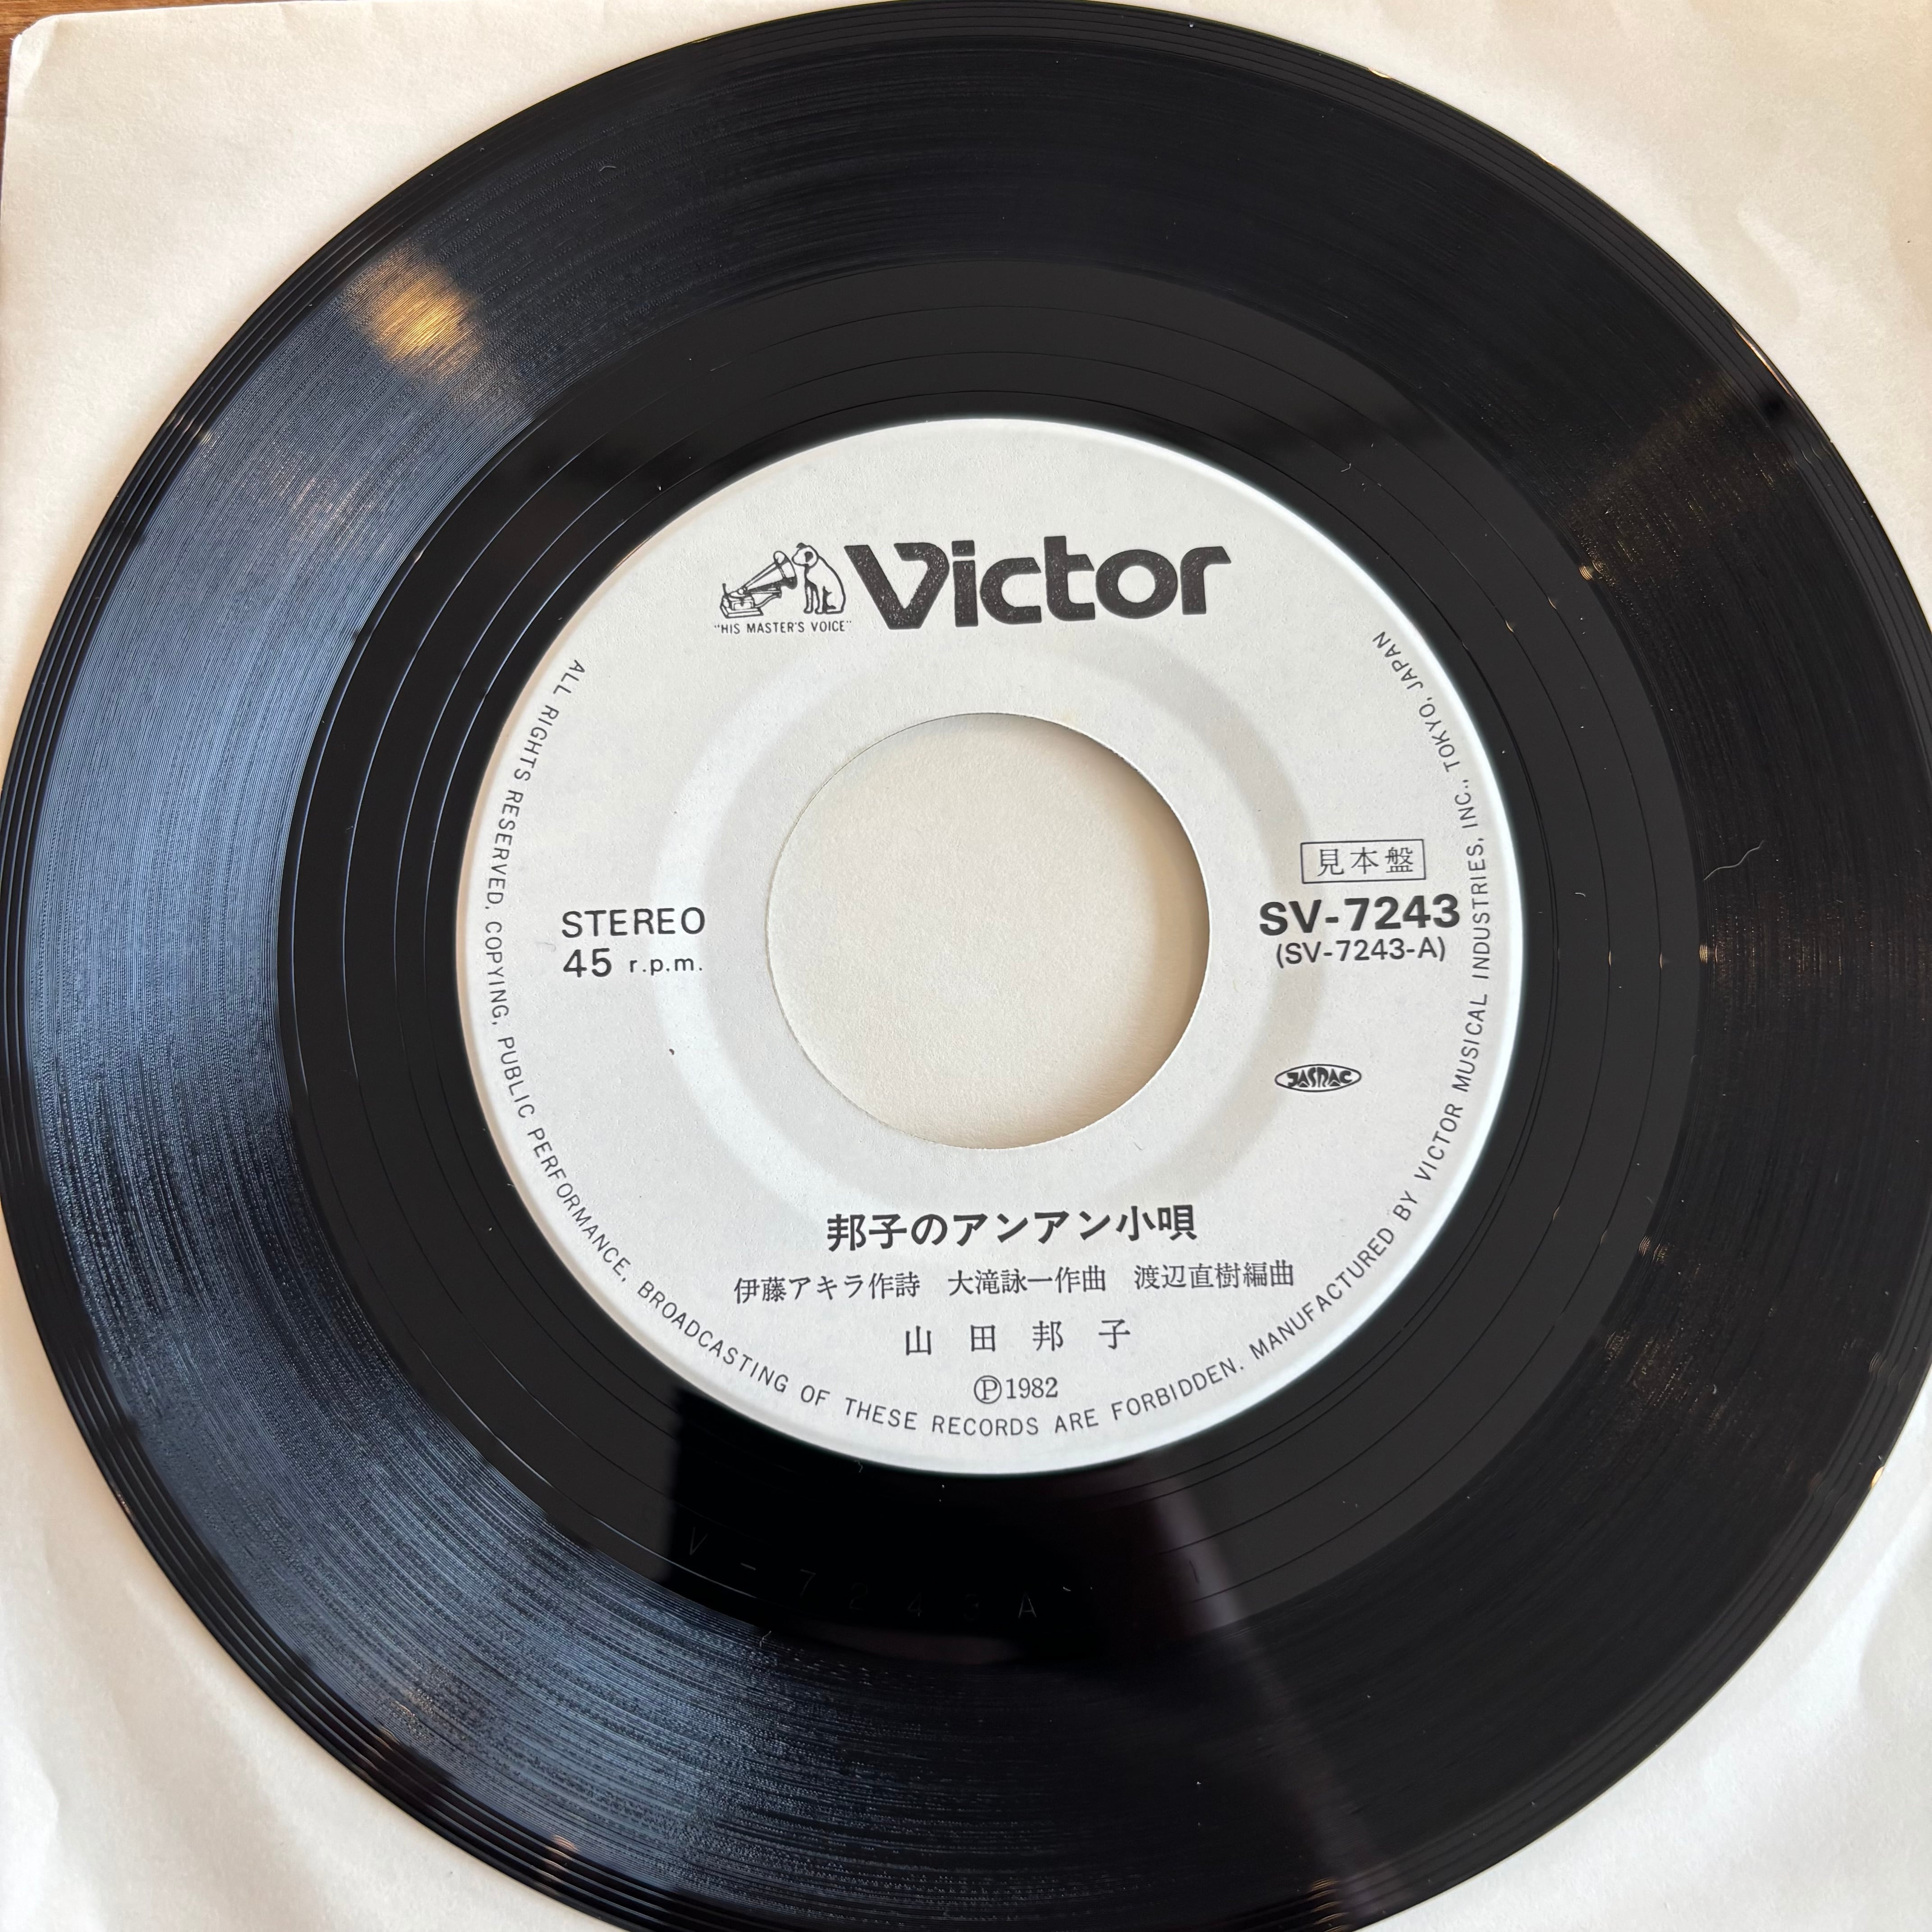 Victor
"HIS MASTER'S VOICE"
STEREO
45 r.p.m.
見本盤
SV-7243
(SV-7243-A)
JASRAC
邦子のアンアン小唄
伊藤アキラ作詩 大滝詠一作曲 渡辺直樹編曲
山田邦子
Ⓟ1982
ALL RIGHTS RESERVED. COPYING, PUBLIC PERFORMANCE, BROADCASTING OF THESE RECORDS ARE FORBIDDEN. MANUFACTURED BY VICTOR MUSICAL INDUSTRIES, INC., TOKYO, JAPAN
V-7243A